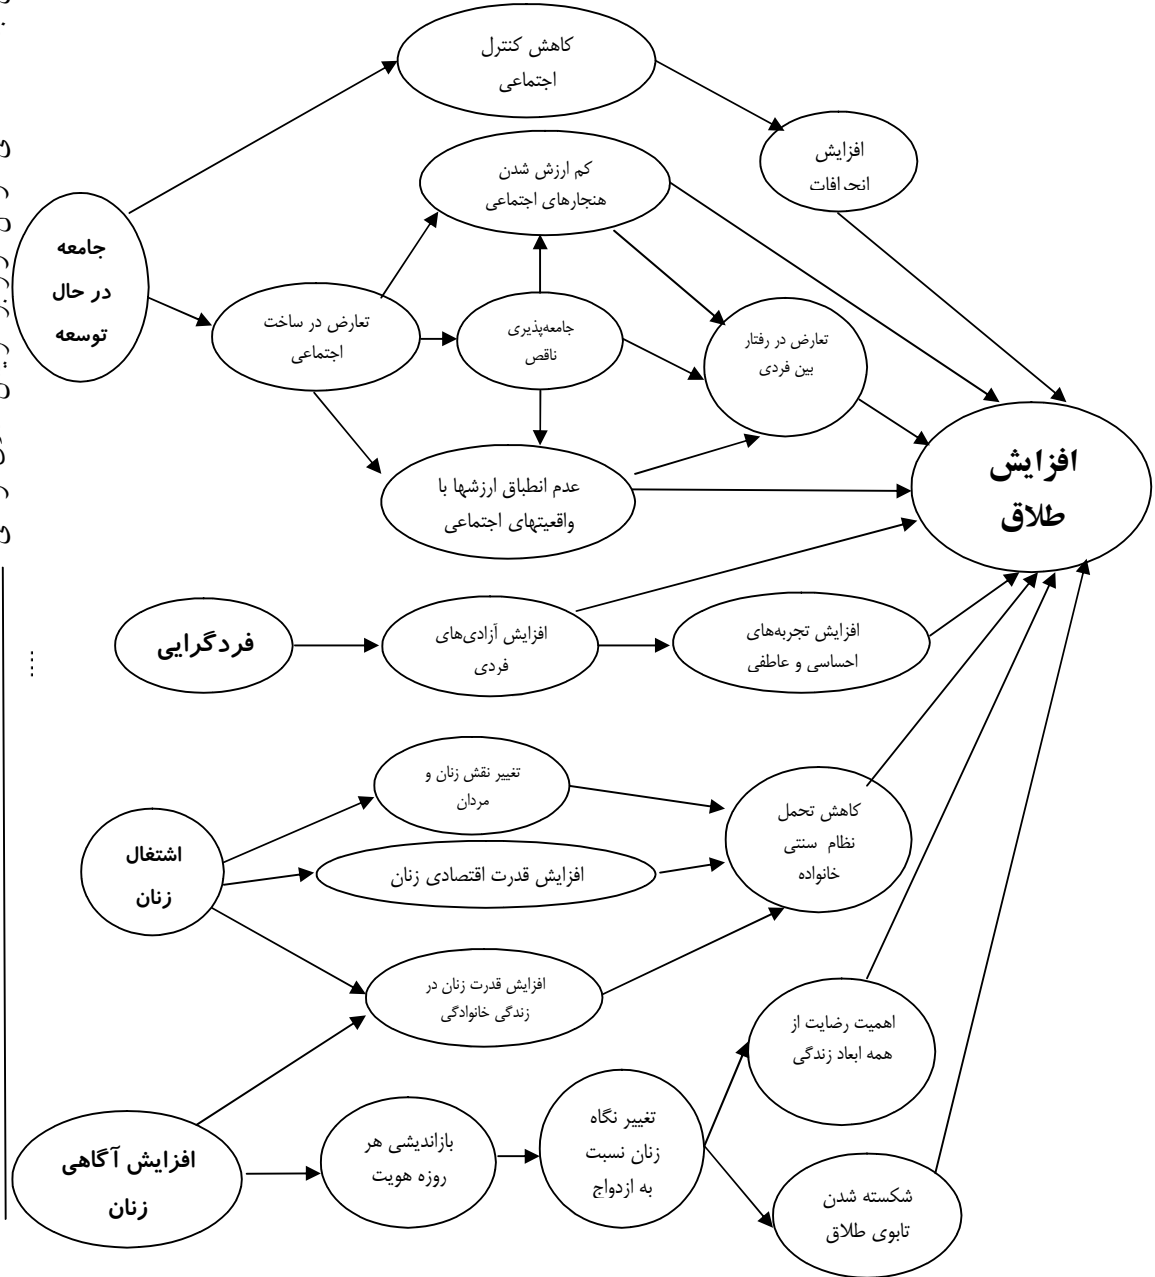 کاهش کنترل
اجتماعی
افزایش
انحرافات
کم ارزش شدن
هنجارهای اجتماعی
جامعه
در حال
توسعه
تعارض در ساخت
اجتماعی
جامعه‌پذیری
ناقص
تعارض در رفتار
بین فردی
عدم انطباق ارزشها با
واقعیتهای اجتماعی
افزایش
طلاق
فردگرایی
افزایش آزادی‌های
فردی
افزایش تجربه‌های
احساسی و عاطفی
....
تغییر نقش زنان و
مردان
اشتغال
زنان
افزایش قدرت اقتصادی زنان
کاهش تحمل
نظام سنتی
خانواده
افزایش قدرت زنان در
زندگی خانوادگی
اهمیت رضایت از
همه ابعاد زندگی
افزایش آگاهی
زنان
بازاندیشی هر
روزه هویت
تغییر نگاه
زنان نسبت
به ازدواج
شکسته شدن
تابوی طلاق